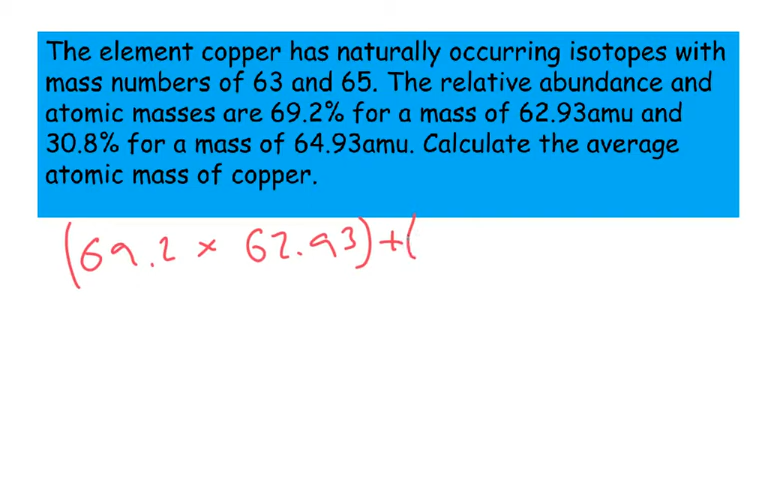 The element copper has naturally occurring isotopes with
mass numbers of 63 and 65. The relative abundance and
atomic masses are 69.2% for a mass of 62.93amu and
30.8% for a mass of 64.93amu. Calculate the average
atomic mass of copper.
(69.2 × 62.93)+(